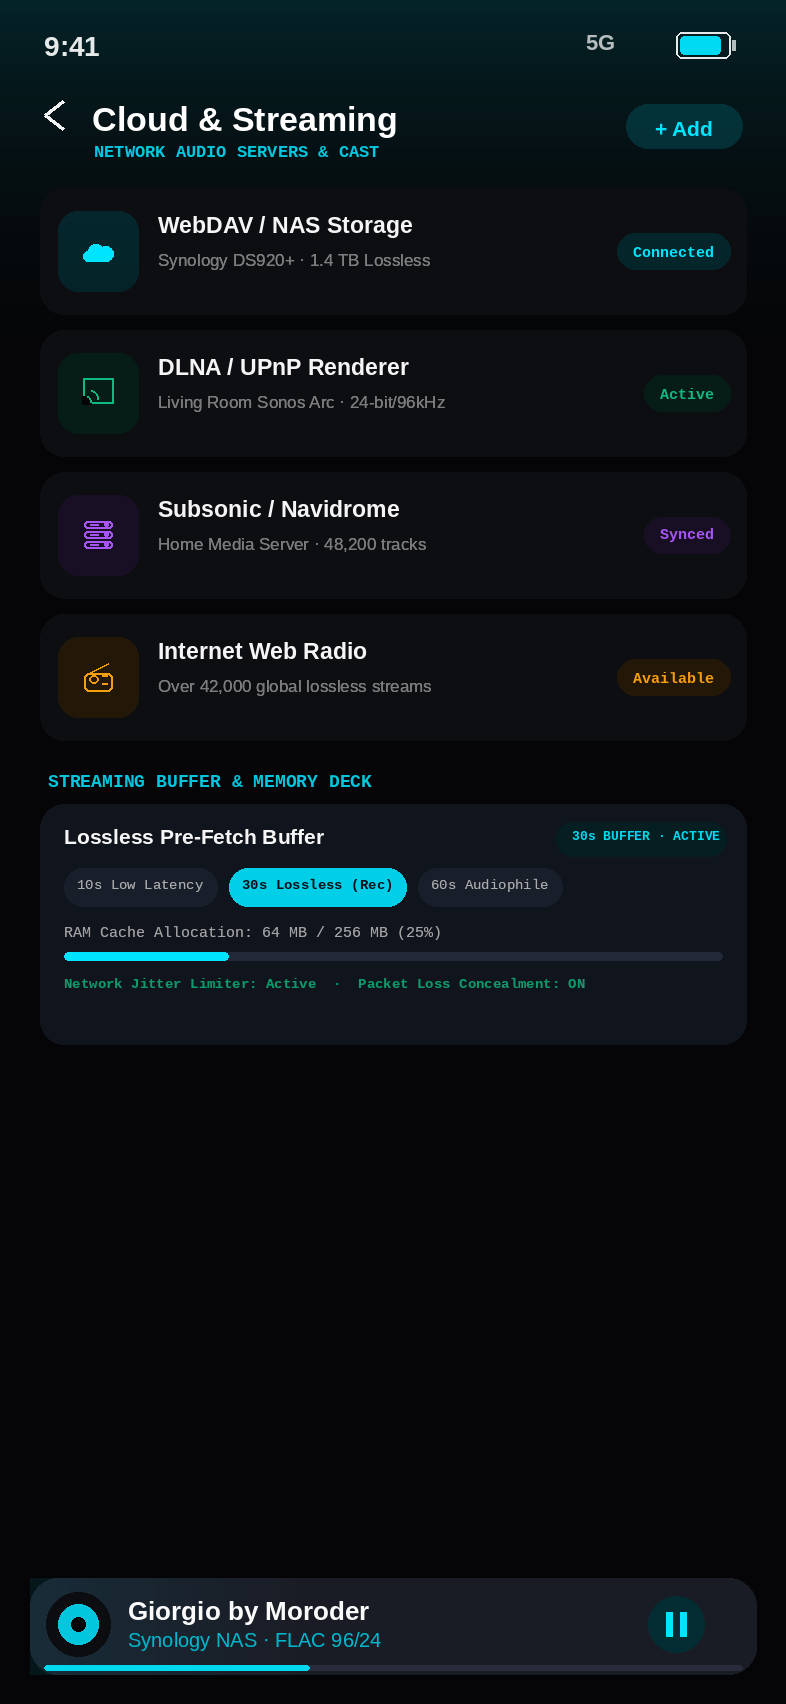 9:41
5G
Cloud & Streaming
+ Add
NETWORK AUDIO SERVERS & CAST
WebDAV / NAS Storage
Synology DS920+ · 1.4 TB Lossless
Connected
DLNA / UPnP Renderer
Living Room Sonos Arc · 24-bit/96kHz
Active
Subsonic / Navidrome
Home Media Server · 48,200 tracks
Synced
Internet Web Radio
Over 42,000 global lossless streams
Available
STREAMING BUFFER & MEMORY DECK
Lossless Pre-Fetch Buffer
30s BUFFER · ACTIVE
10s Low Latency
30s Lossless (Rec)
60s Audiophile
RAM Cache Allocation: 64 MB / 256 MB (25%)
Network Jitter Limiter: Active · Packet Loss Concealment: ON
Giorgio by Moroder
Synology NAS · FLAC 96/24